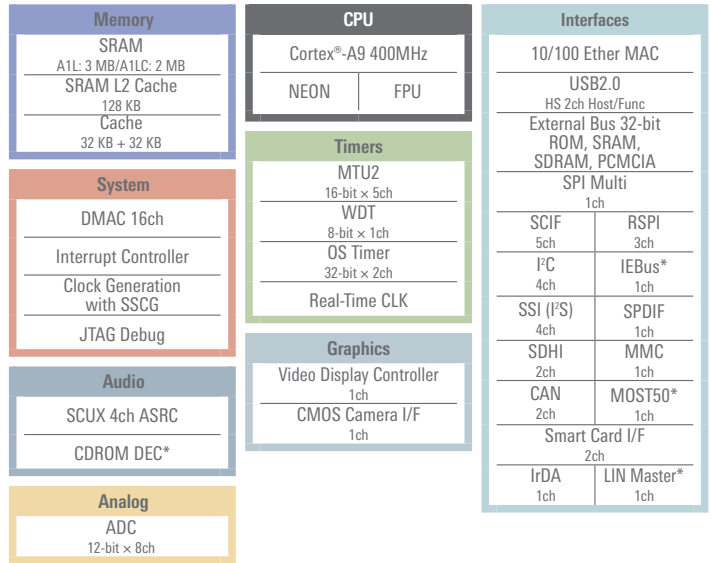 Memory
SRAM
A1L: 3 MB/A1LC: 2 MB
SRAM L2 Cache
128 KB
Cache
32 KB + 32 KB
System
DMAC 16ch
Interrupt Controller
Clock Generation
with SSCG
JTAG Debug
Audio
SCUX 4ch ASRC
CDROM DEC*
Analog
ADC
12-bit × 8ch
CPU
Cortex®-A9 400MHz
NEON FPU
Timers
MTU2
16-bit × 5ch
WDT
8-bit × 1ch
OS Timer
32-bit × 2ch
Real-Time CLK
Graphics
Video Display Controller
1ch
CMOS Camera I/F
1ch
Interfaces
10/100 Ether MAC
USB2.0
HS 2ch Host/Func
External Bus 32-bit
ROM, SRAM,
SDRAM, PCMCIA
SPI Multi
1ch
SCIF RSPI
5ch 3ch
I²C IEBus*
4ch 1ch
SSI (I²S) SPDIF
4ch 1ch
SDHI MMC
2ch 1ch
CAN MOST50*
2ch 1ch
Smart Card I/F
2ch
IrDA LIN Master*
1ch 1ch